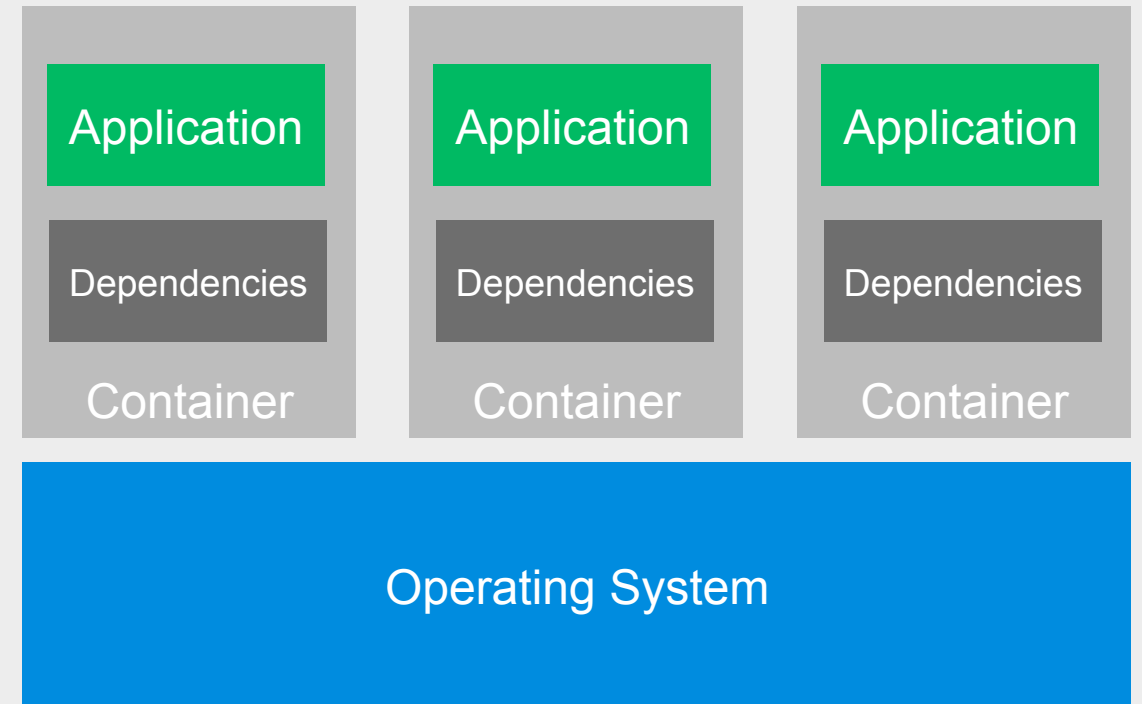 Application
Application
Application
Dependencies
Dependencies
Dependencies
Container
Container
Container
Operating System